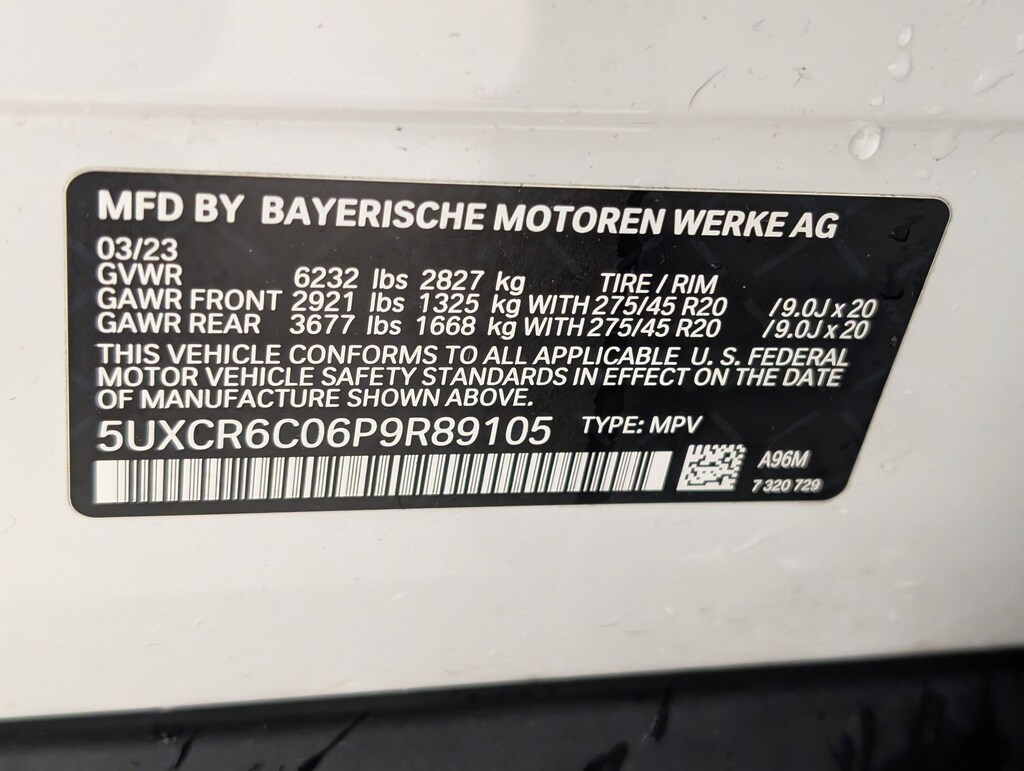 MFD BY BAYERISCHE MOTOREN WERKE AG
03/23
GVWR 6232 lbs 2827 kg TIRE / RIM
GAWR FRONT 2921 lbs 1325 kg WITH 275/45 R20 /9.0J x 20
GAWR REAR 3677 lbs 1668 kg WITH 275/45 R20 /9.0J x 20
THIS VEHICLE CONFORMS TO ALL APPLICABLE U. S. FEDERAL
MOTOR VEHICLE SAFETY STANDARDS IN EFFECT ON THE DATE
OF MANUFACTURE SHOWN ABOVE.
5UXCR6C06P9R89105 TYPE: MPV
A96M
7 320 729